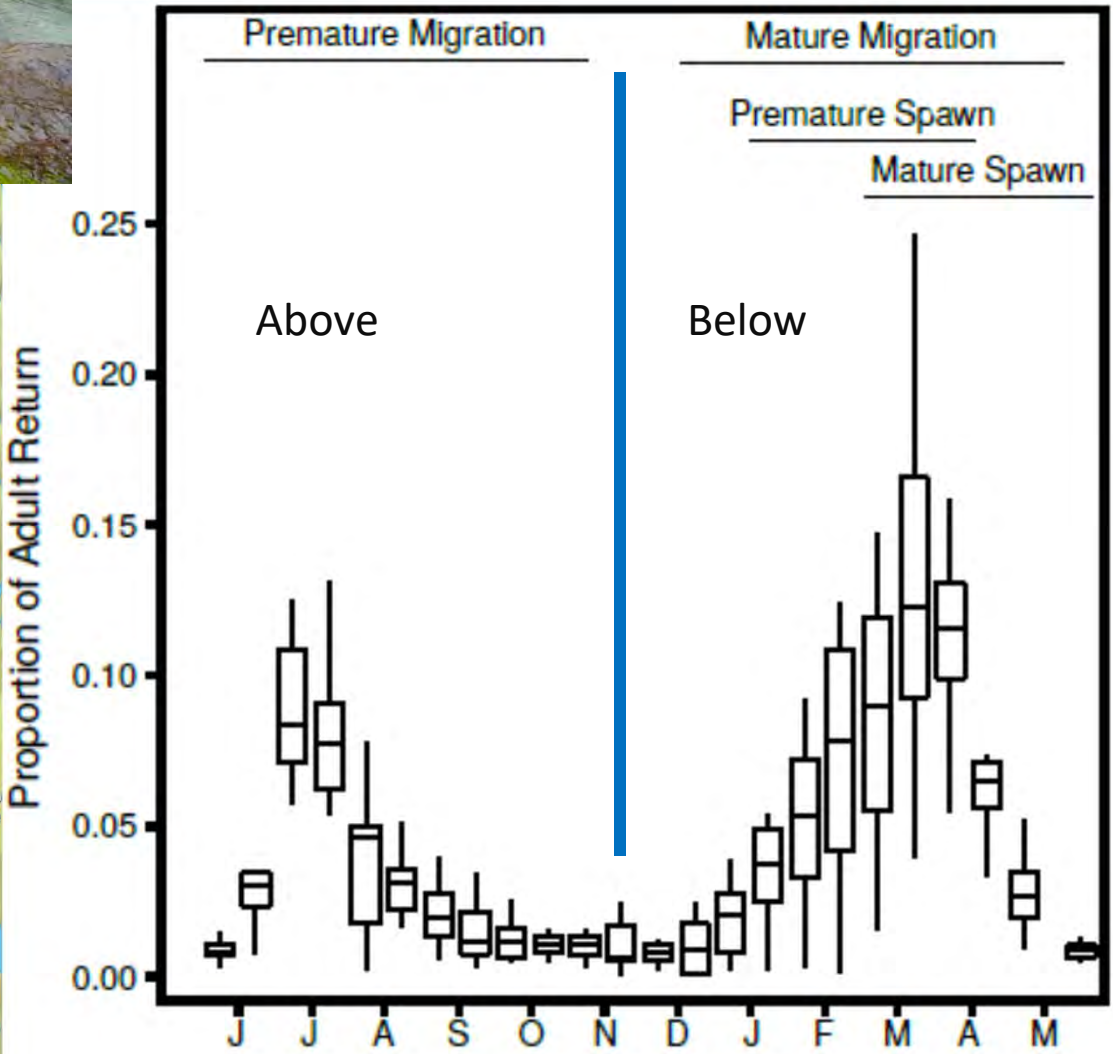 Premature Migration
Mature Migration
Premature Spawn
Mature Spawn
Above
Below
Proportion of Adult Return
0.25
0.20
0.15
0.10
0.05
0.00
J J A S O N D J F M A M